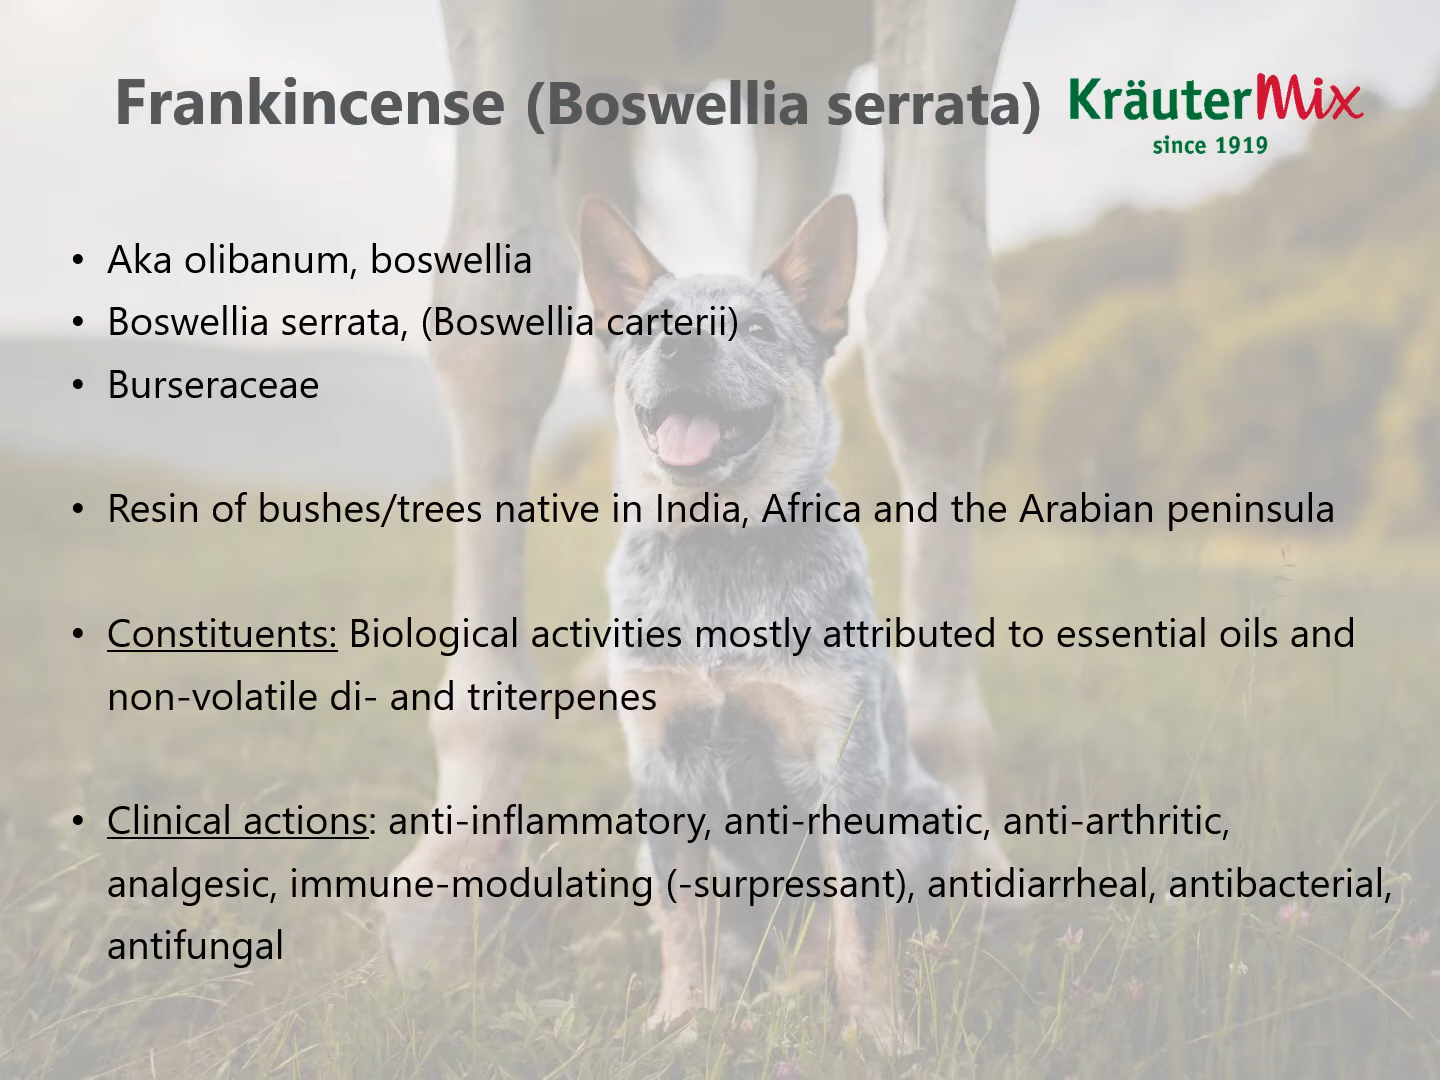 Frankincense (Boswellia serrata)
KräuterMix
since 1919
• Aka olibanum, boswellia
• Boswellia serrata, (Boswellia carterii)
• Burseraceae
• Resin of bushes/trees native in India, Africa and the Arabian peninsula
• Constituents: Biological activities mostly attributed to essential oils and
non-volatile di- and triterpenes
• Clinical actions: anti-inflammatory, anti-rheumatic, anti-arthritic,
analgesic, immune-modulating (-surpressant), antidiarrheal, antibacterial,
antifungal